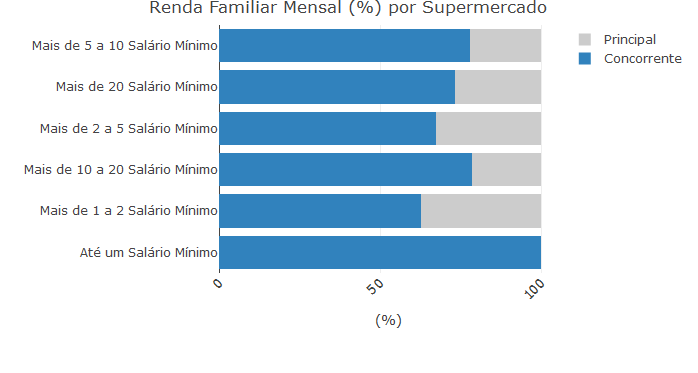 Renda Familiar Mensal (%) por Supermercado
Principal
Concorrente
Mais de 5 a 10 Salário Mínimo
Mais de 20 Salário Mínimo
Mais de 2 a 5 Salário Mínimo
Mais de 10 a 20 Salário Mínimo
Mais de 1 a 2 Salário Mínimo
Até um Salário Mínimo
0
50
100
(%)